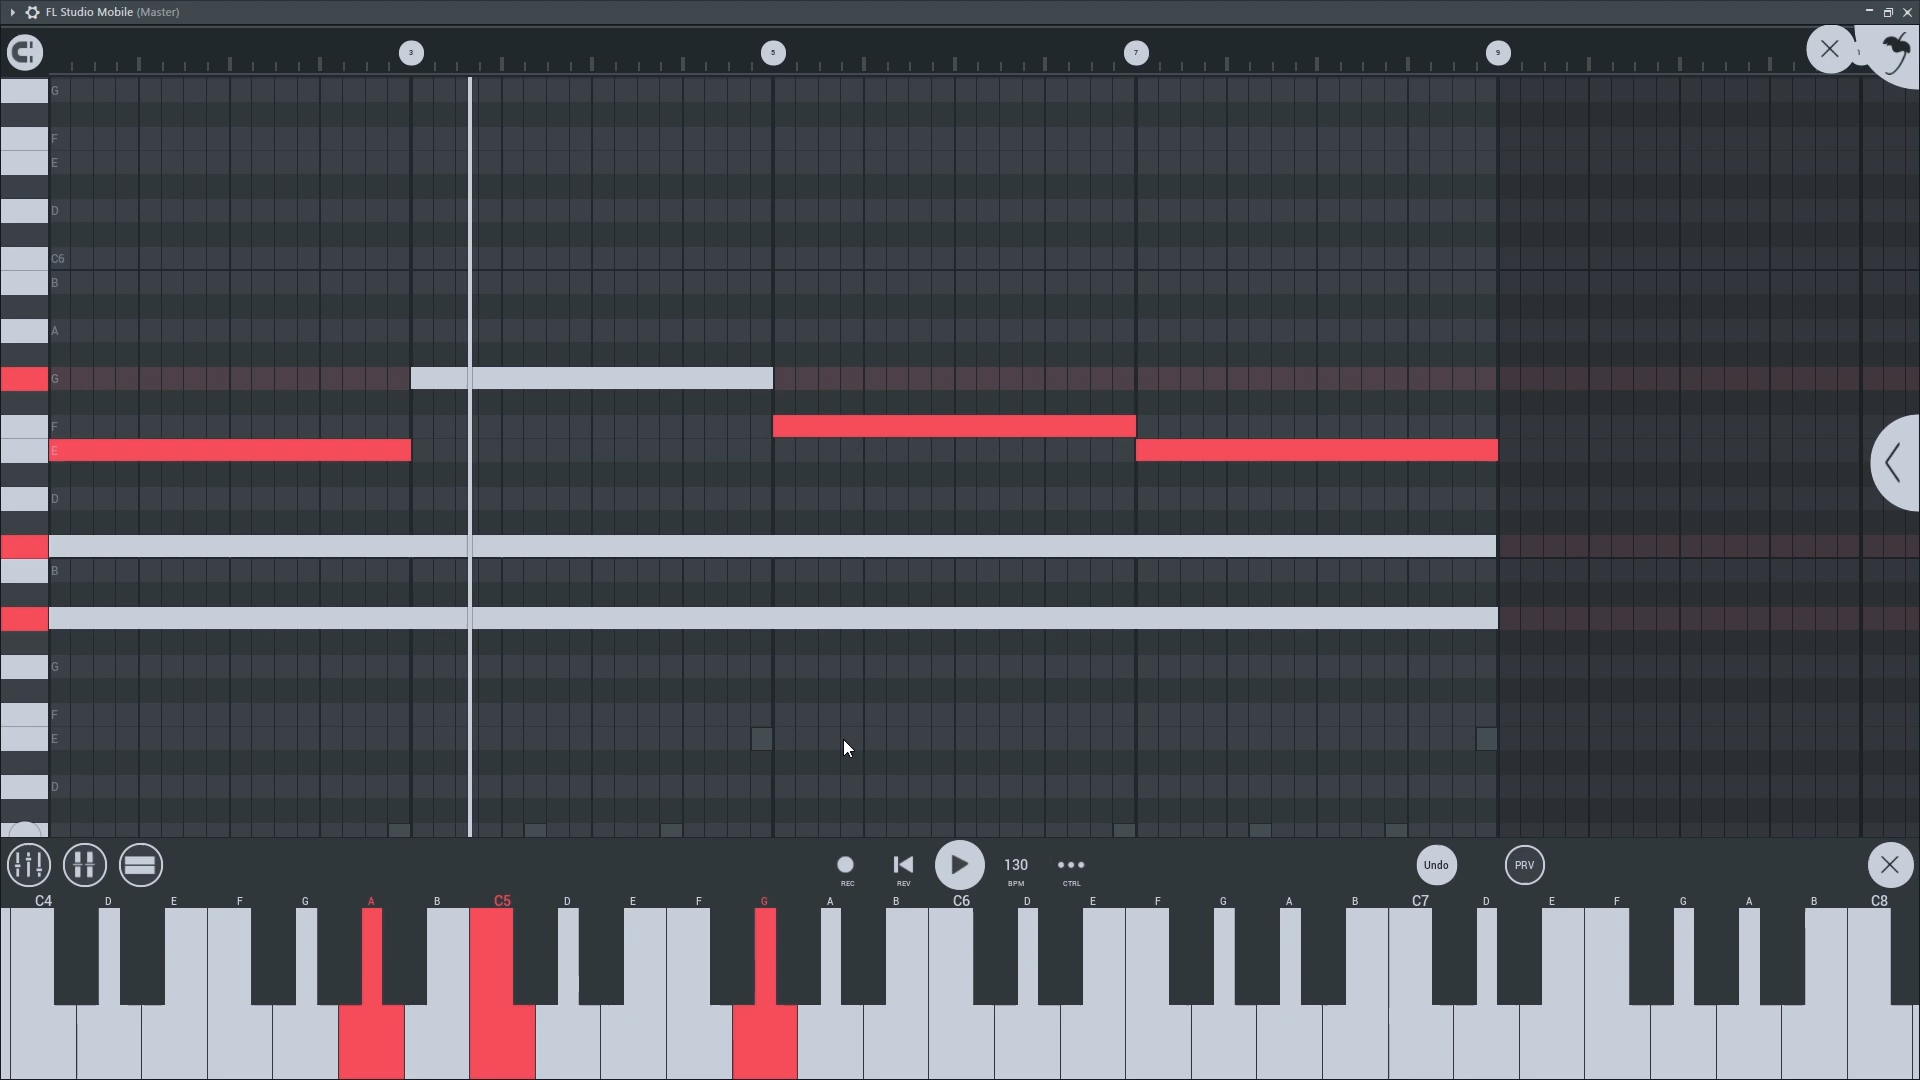 FL Studio Mobile (Master)
3 5 7 9
G
F
E
D
C6
B
A
G
F
E
D
B
G
F
E
D
REC REV 130 BPM CTRL Undo PRV
C4 D E F G A B C5 D E F G A B C6 D E F G A B C7 D E F G A B C8